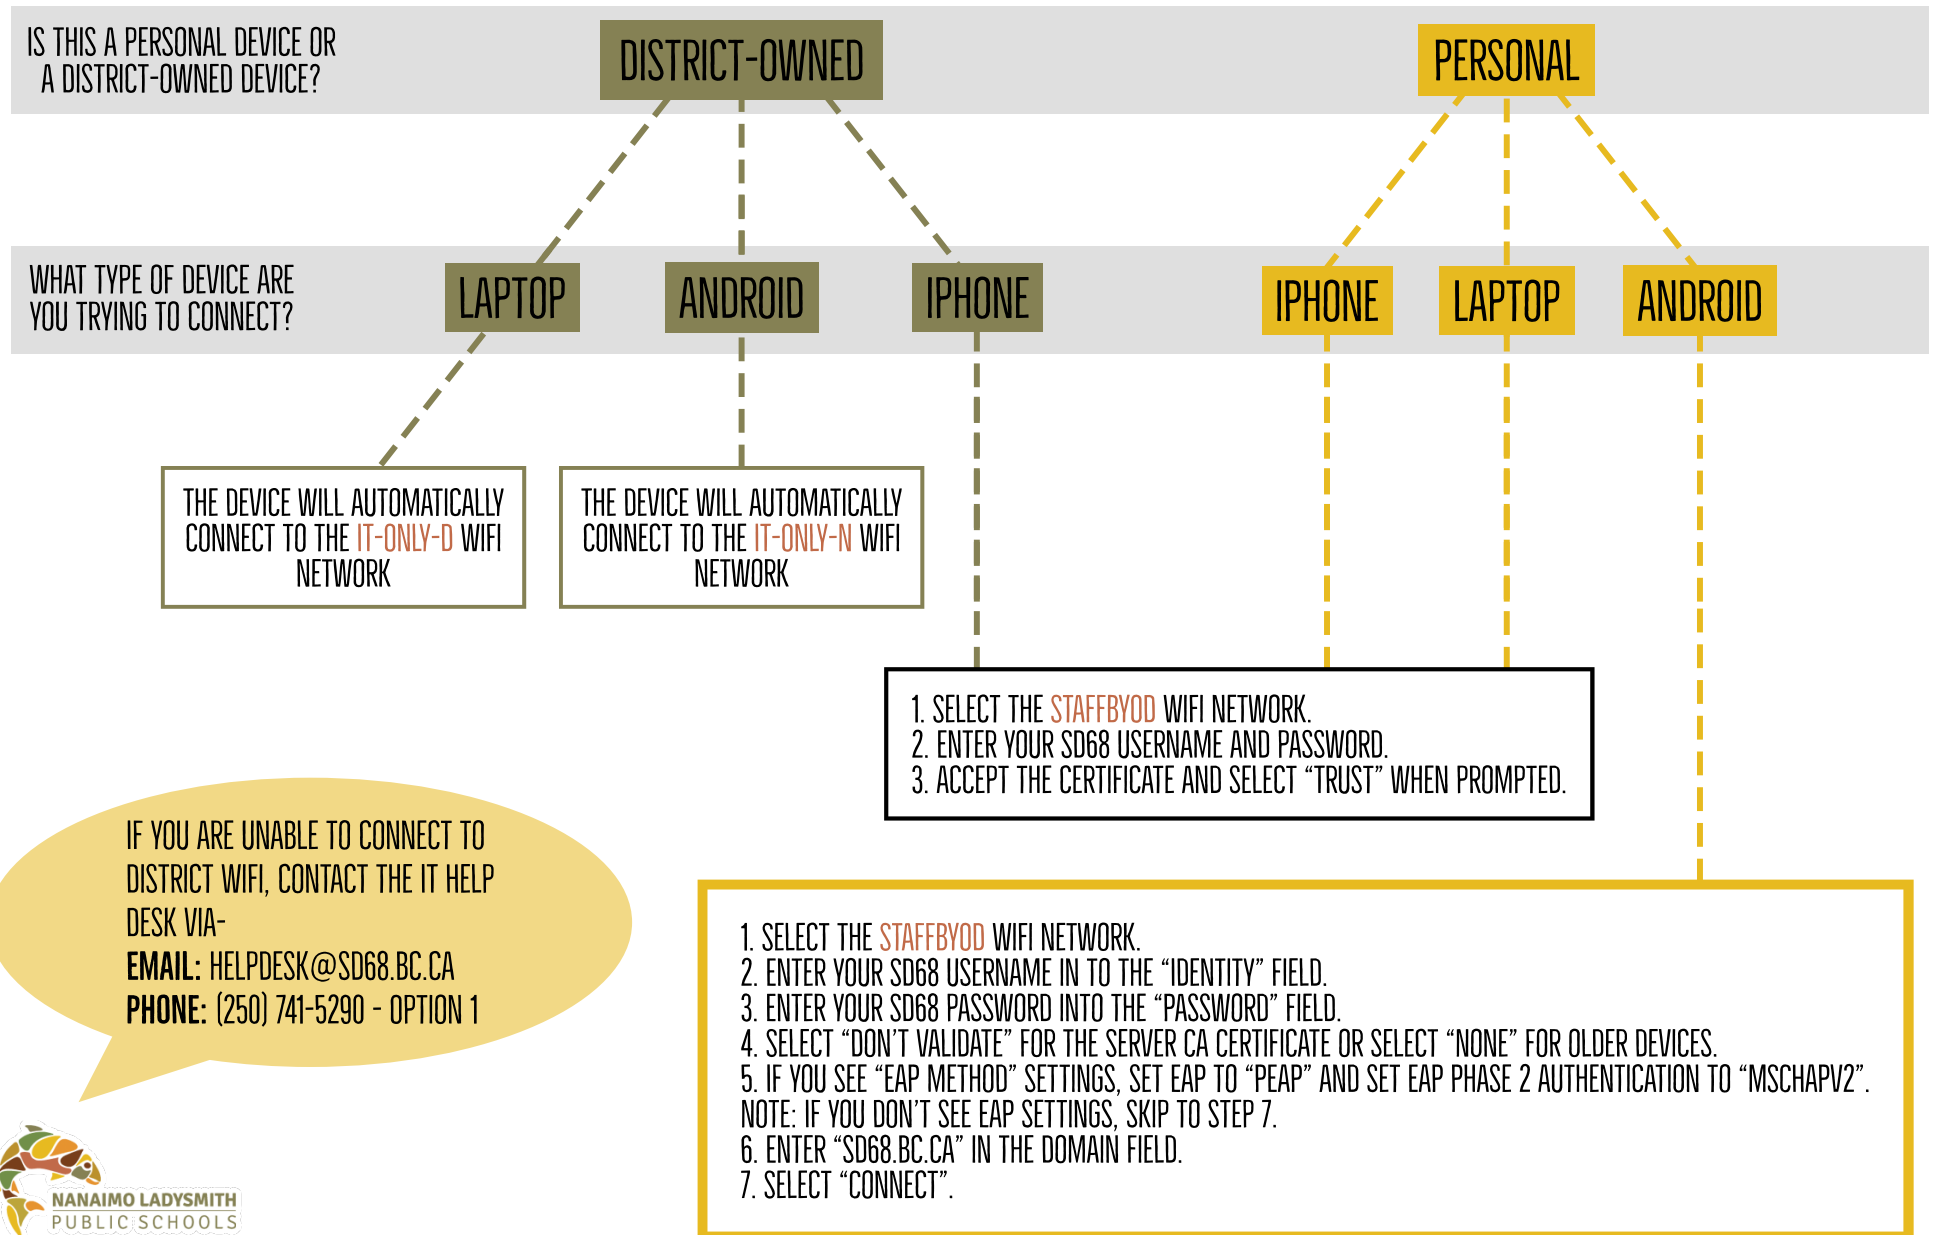 IS THIS A PERSONAL DEVICE OR
A DISTRICT-OWNED DEVICE?
DISTRICT-OWNED
PERSONAL
WHAT TYPE OF DEVICE ARE
YOU TRYING TO CONNECT?
LAPTOP
ANDROID
IPHONE
IPHONE
LAPTOP
ANDROID
THE DEVICE WILL AUTOMATICALLY
CONNECT TO THE IT-ONLY-D WIFI
NETWORK
THE DEVICE WILL AUTOMATICALLY
CONNECT TO THE IT-ONLY-N WIFI
NETWORK
1. SELECT THE STAFFBYOD WIFI NETWORK.
2. ENTER YOUR SD68 USERNAME AND PASSWORD.
3. ACCEPT THE CERTIFICATE AND SELECT “TRUST” WHEN PROMPTED.
IF YOU ARE UNABLE TO CONNECT TO
DISTRICT WIFI, CONTACT THE IT HELP
DESK VIA-
EMAIL: HELPDESK@SD68.BC.CA
PHONE: (250) 741-5290 - OPTION 1
1. SELECT THE STAFFBYOD WIFI NETWORK.
2. ENTER YOUR SD68 USERNAME IN TO THE “IDENTITY” FIELD.
3. ENTER YOUR SD68 PASSWORD INTO THE “PASSWORD” FIELD.
4. SELECT “DON’T VALIDATE” FOR THE SERVER CA CERTIFICATE OR SELECT “NONE” FOR OLDER DEVICES.
5. IF YOU SEE “EAP METHOD” SETTINGS, SET EAP TO “PEAP” AND SET EAP PHASE 2 AUTHENTICATION TO “MSCHAPV2”.
NOTE: IF YOU DON’T SEE EAP SETTINGS, SKIP TO STEP 7.
6. ENTER “SD68.BC.CA” IN THE DOMAIN FIELD.
7. SELECT “CONNECT”.
NANAIMO LADYSMITH
PUBLIC SCHOOLS